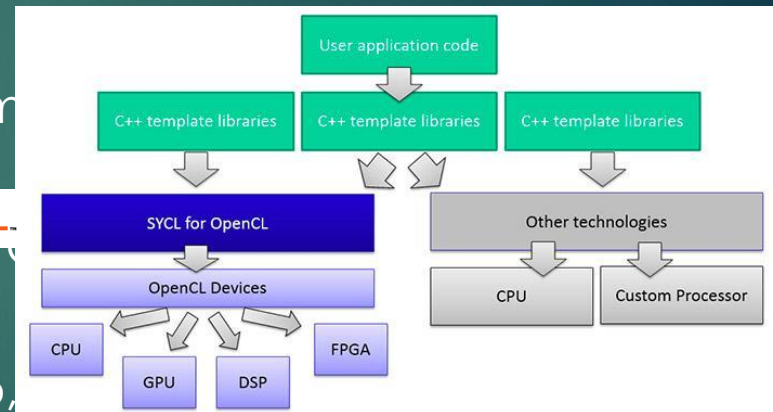 User application code
C++ template libraries
C++ template libraries
C++ template libraries
SYCL for OpenCL
Other technologies
OpenCL Devices
CPU
Custom Processor
CPU
FPGA
GPU
DSP